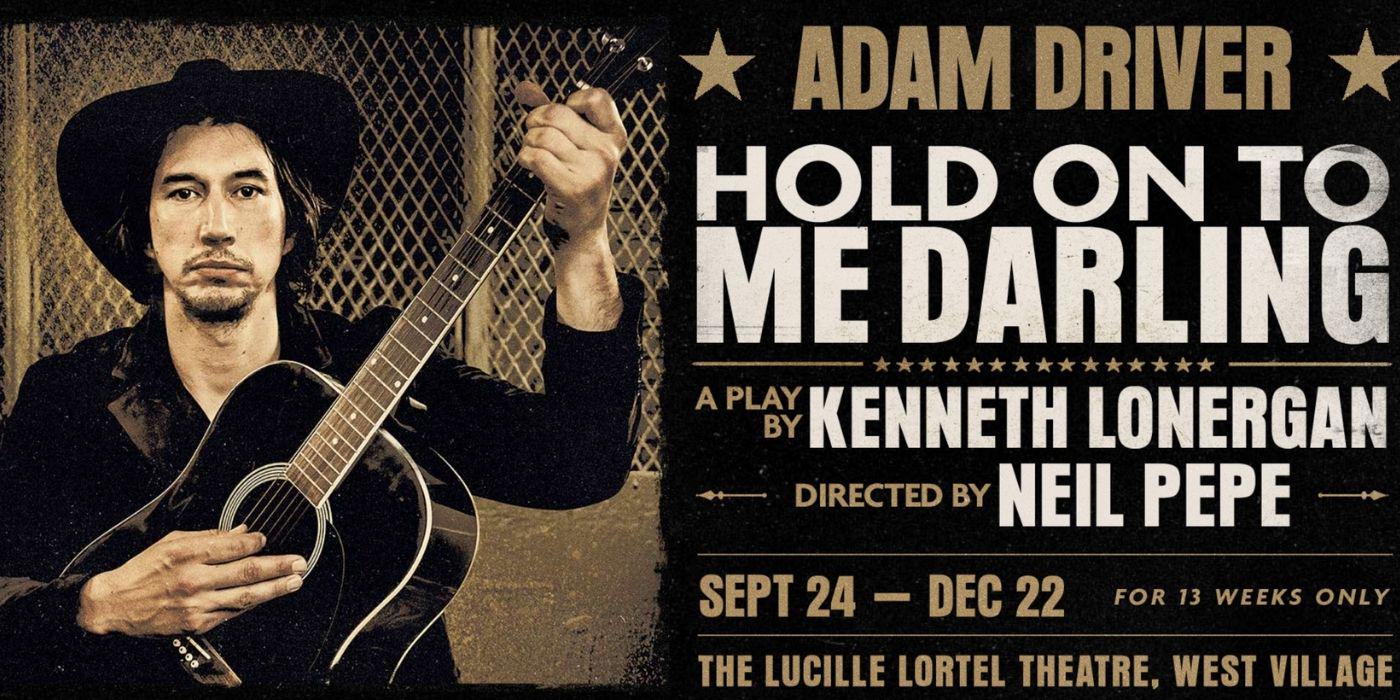 ADAM DRIVER
HOLD ON TO
ME DARLING
A PLAY
BY KENNETH LONERGAN
DIRECTED BY NEIL PEPE
SEPT 24 — DEC 22 FOR 13 WEEKS ONLY
THE LUCILLE LORTEL THEATRE, WEST VILLAGE